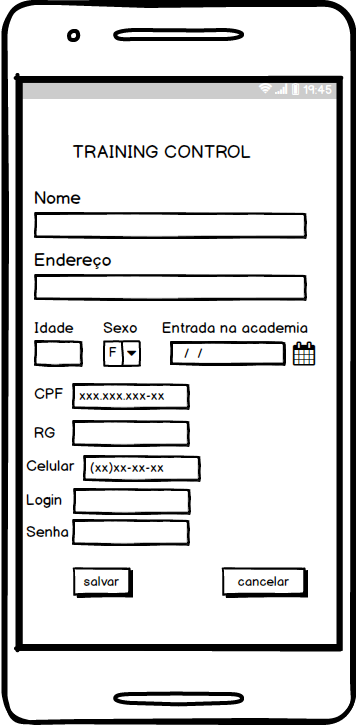 19:45
TRAINING CONTROL
Nome
Endereço
Idade Sexo Entrada na academia
F / /
CPF xxx.xxx.xxx-xx
RG
Celular (xx)xx-xx-xx
Login
Senha
salvar cancelar